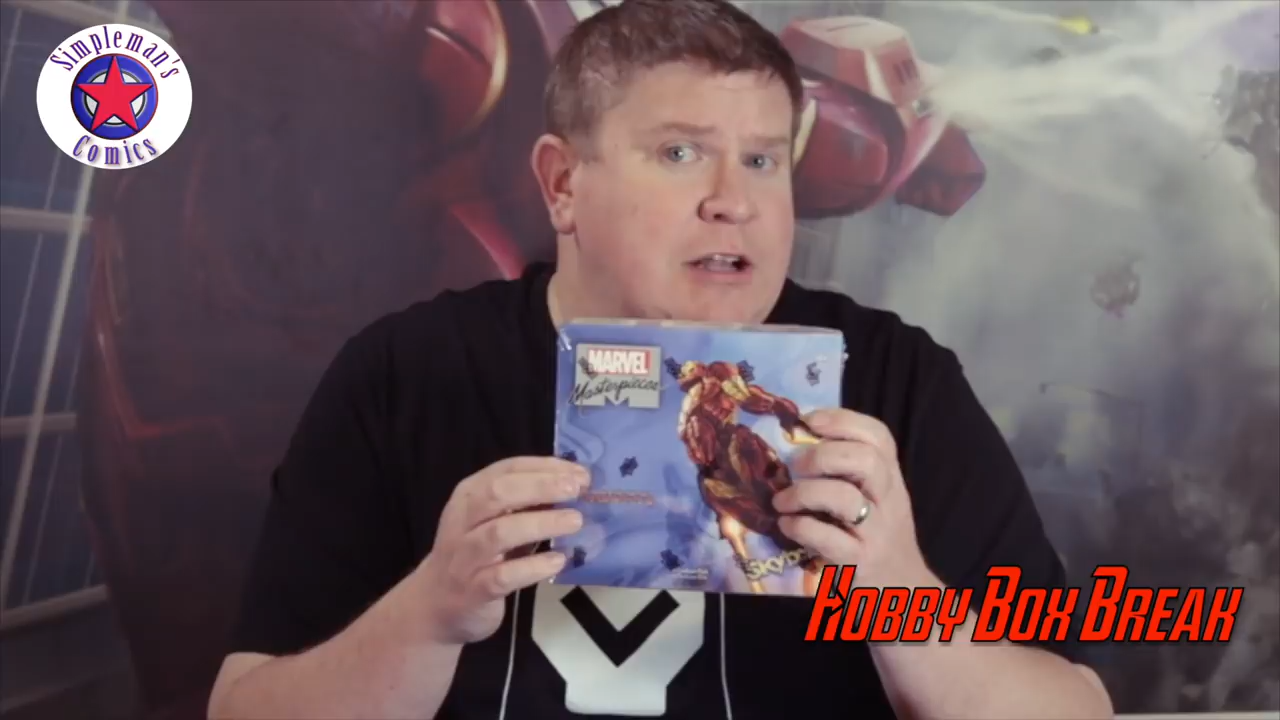 Simpleman's
Comics
MARVEL
Masterpieces
Skybox
Hobby Box Break